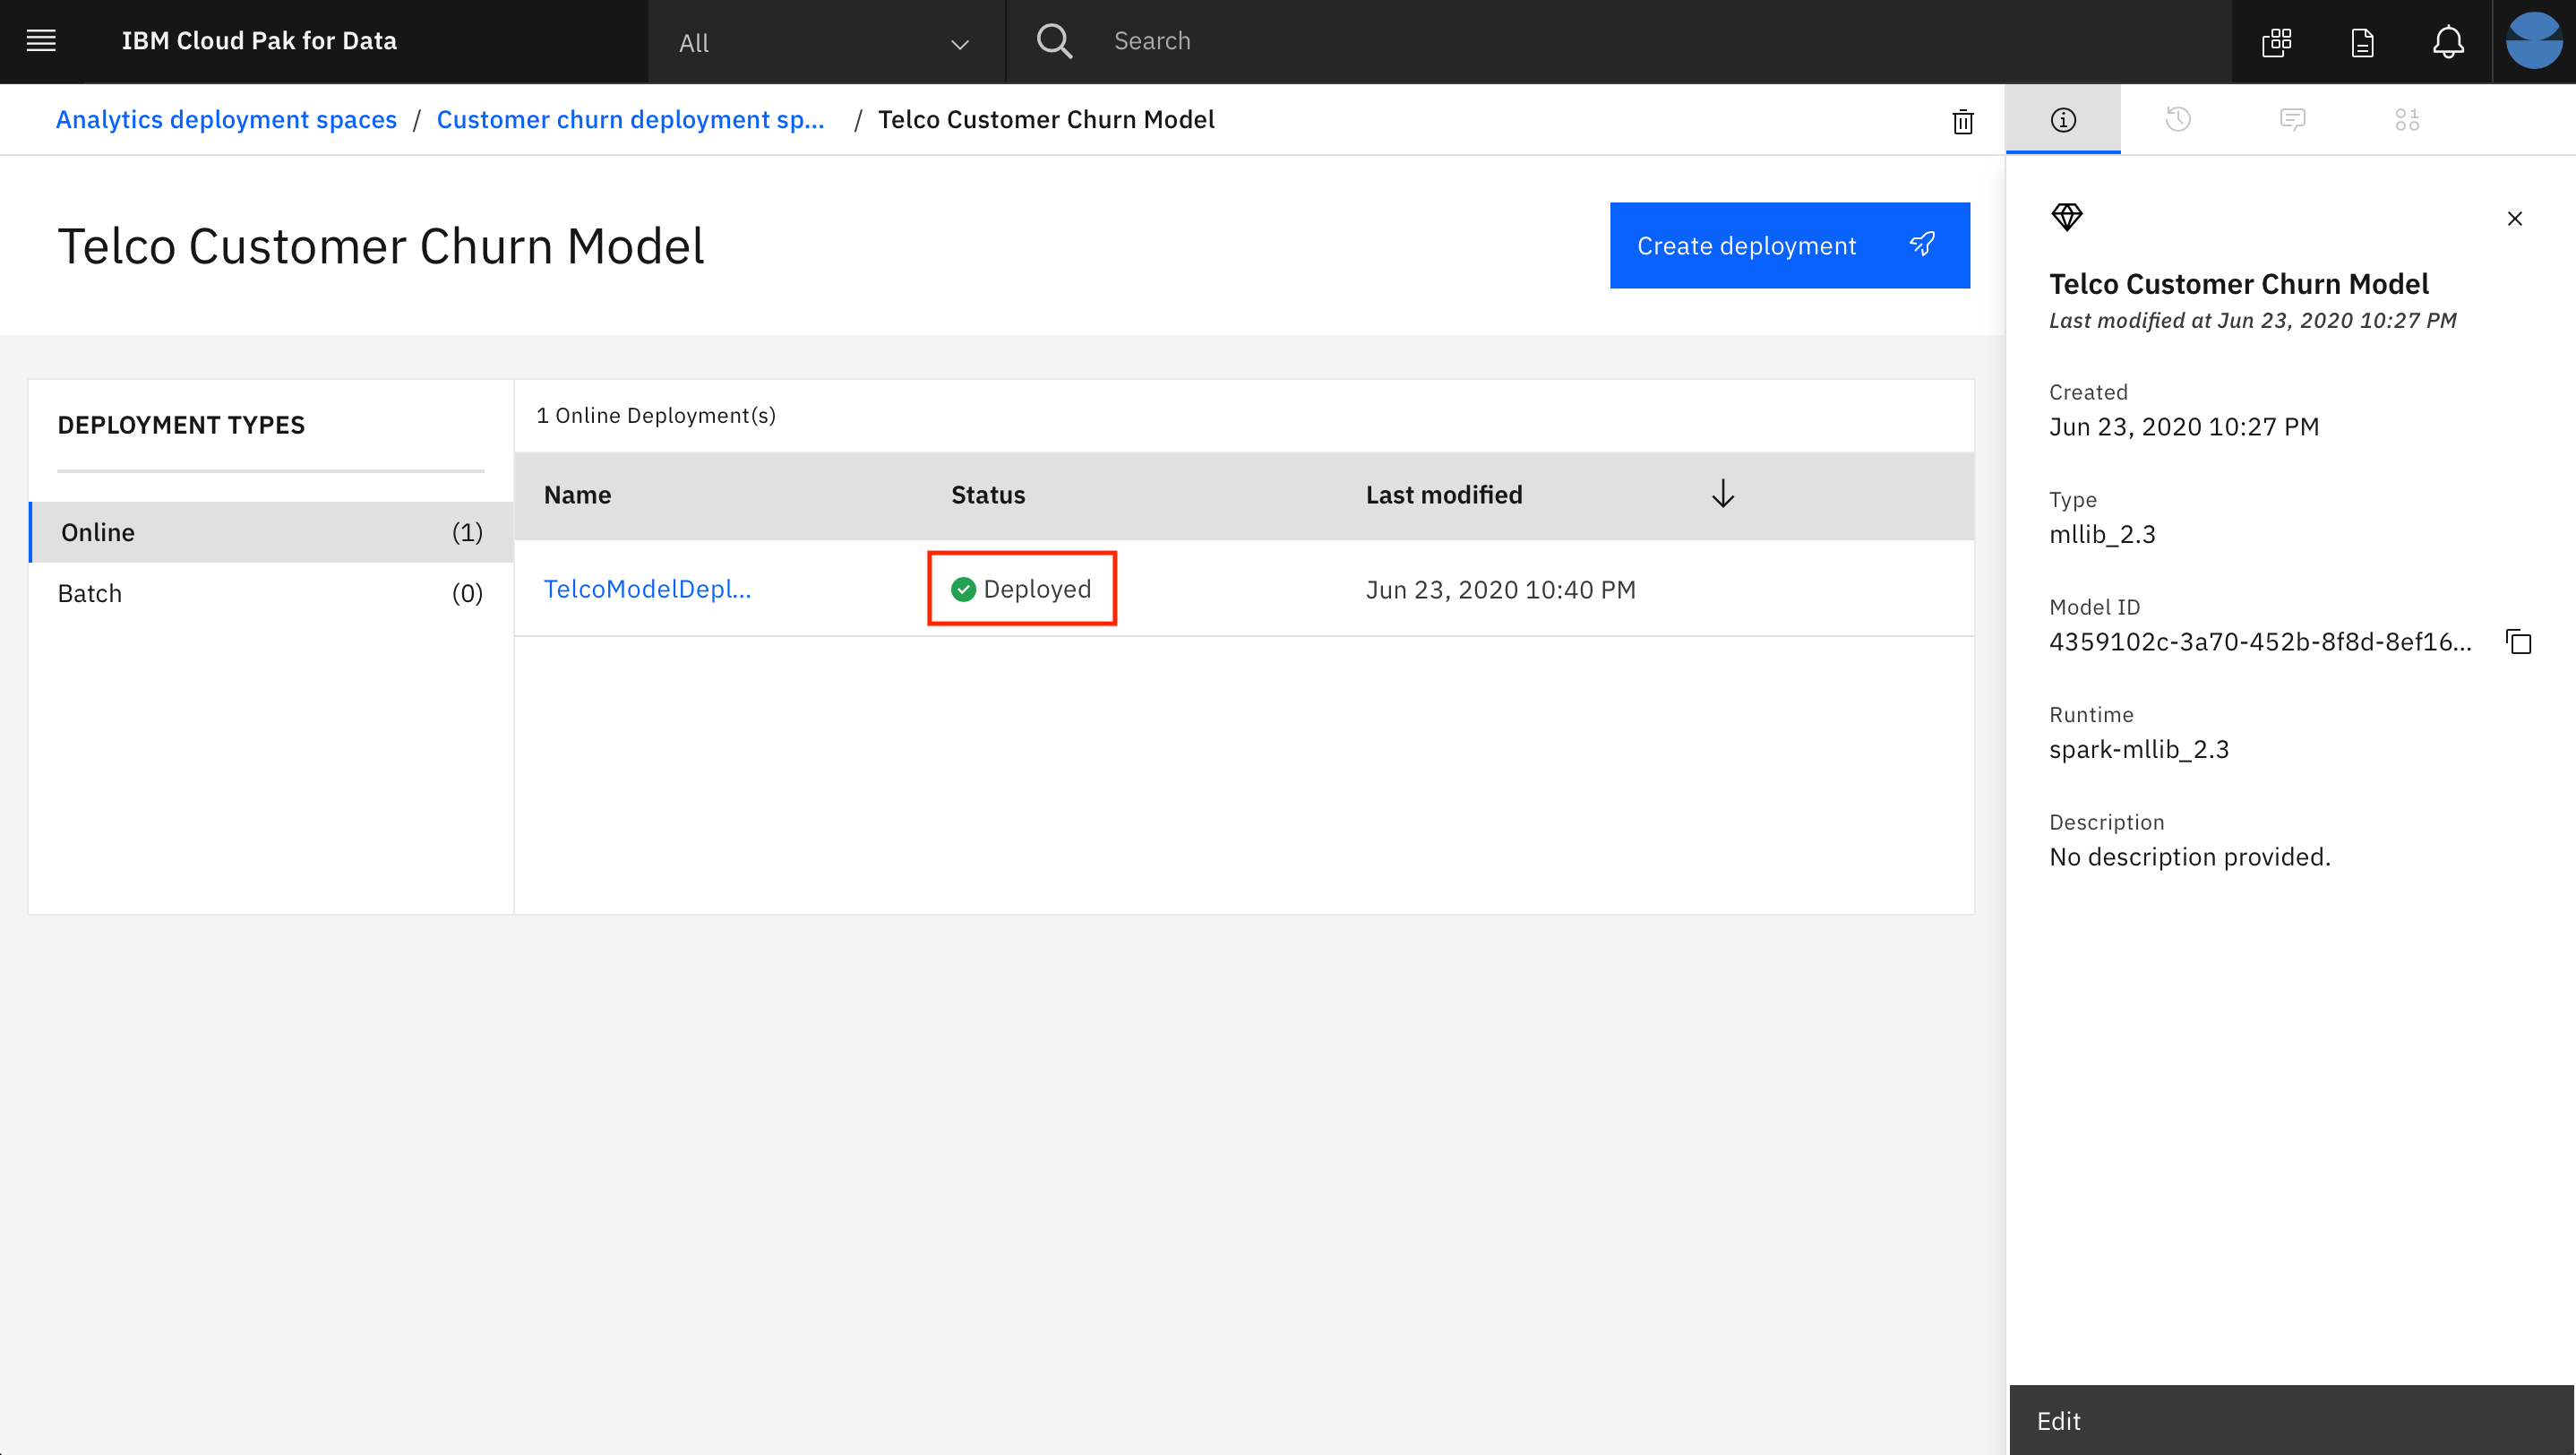 IBM Cloud Pak for Data
All
Search
Analytics deployment spaces / Customer churn deployment sp... / Telco Customer Churn Model
Telco Customer Churn Model
Create deployment
DEPLOYMENT TYPES
Online (1)
Batch (0)
1 Online Deployment(s)
Name Status Last modified
TelcoModelDepl... Deployed Jun 23, 2020 10:40 PM
Telco Customer Churn Model
Last modified at Jun 23, 2020 10:27 PM
Created
Jun 23, 2020 10:27 PM
Type
mllib_2.3
Model ID
4359102c-3a70-452b-8f8d-8ef16...
Runtime
spark-mllib_2.3
Description
No description provided.
Edit